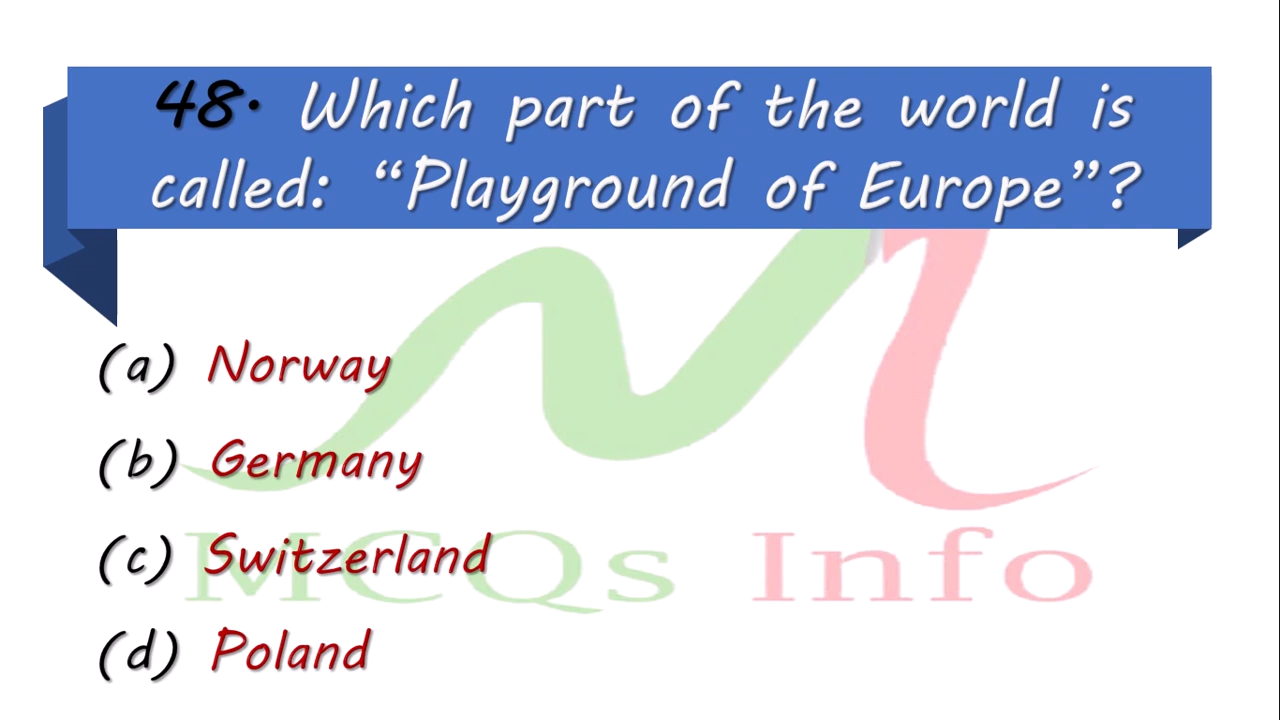 48. Which part of the world is
called: “Playground of Europe”?
(a) Norway
(b) Germany
(c) Switzerland
MCQs Info
(d) Poland